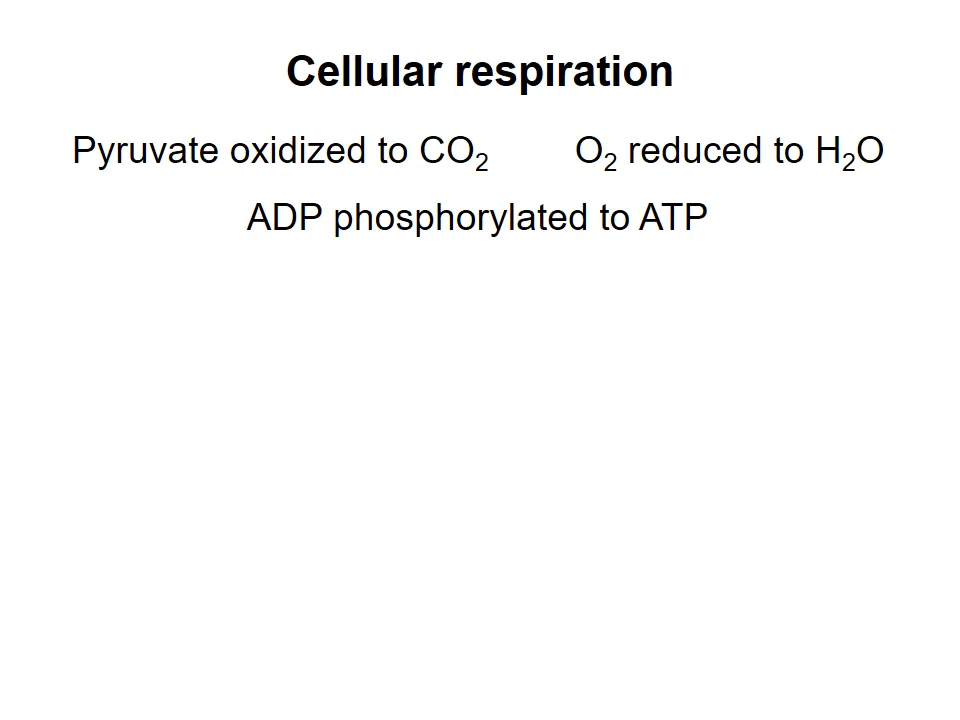 Cellular respiration
Pyruvate oxidized to CO₂ O₂ reduced to H₂O
ADP phosphorylated to ATP